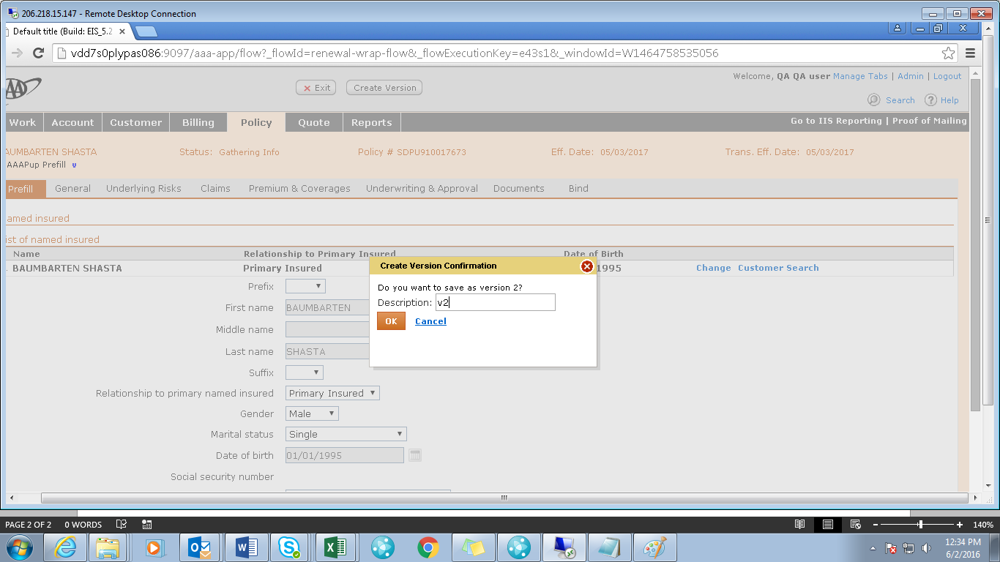 206.218.15.147 - Remote Desktop Connection
Default title (Build: EIS_5.2
vdd7s0plypas086:9097/aaa-app/flow?_flowId=renewal-wrap-flow&_flowExecutionKey=e43s1&_windowId=W1464758535056
Welcome, QA QA user Manage Tabs | Admin | Logout
Exit Create Version
Search Help
Work Account Customer Billing Policy Quote Reports
Go to IIS Reporting | Proof of Mailing
AUMBARTEN SHASTA Status: Gathering Info Policy # SDPU910017673 Eff. Date: 05/03/2017 Trans. Eff. Date: 05/03/2017
AAAPup Prefill v
Prefill General Underlying Risks Claims Premium & Coverages Underwriting & Approval Documents Bind
amed insured
ist of named insured
Name Relationship to Primary Insured Date of Birth
BAUMBARTEN SHASTA Primary Insured 1995 Change Customer Search
Create Version Confirmation
Do you want to save as version 2?
Description: v2
OK Cancel
Prefix
First name BAUMBARTEN
Middle name
Last name SHASTA
Suffix
Relationship to primary named insured Primary Insured
Gender Male
Marital status Single
Date of birth 01/01/1995
Social security number
PAGE 2 OF 2 0 WORDS 140%
12:34 PM
6/2/2016